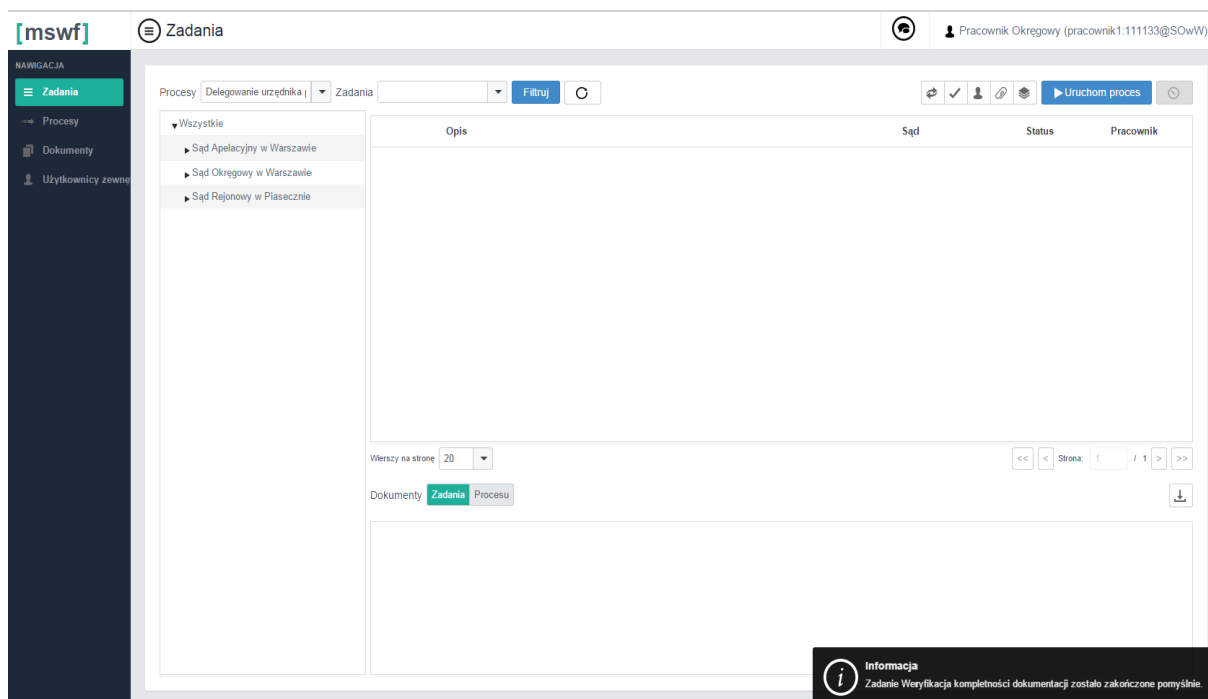 [mswf]
Zadania
Pracownik Okręgowy (pracownik1:111133@SOwW)
NAWIGACJA
Zadania
Procesy
Dokumenty
Użytkownicy zewnę
Procesy Delegowanie urzędnika Zadania Filtruj
Uruchom proces
Wszystkie
Sąd Apelacyjny w Warszawie
Sąd Okręgowy w Warszawie
Sąd Rejonowy w Piasecznie
Opis Sąd Status Pracownik
Wierszy na stronę 20
<< < Strona: 1 / 1 > >>
Dokumenty Zadania Procesu
Informacja
Zadanie Weryfikacja kompletności dokumentacji zostało zakończone pomyślnie.